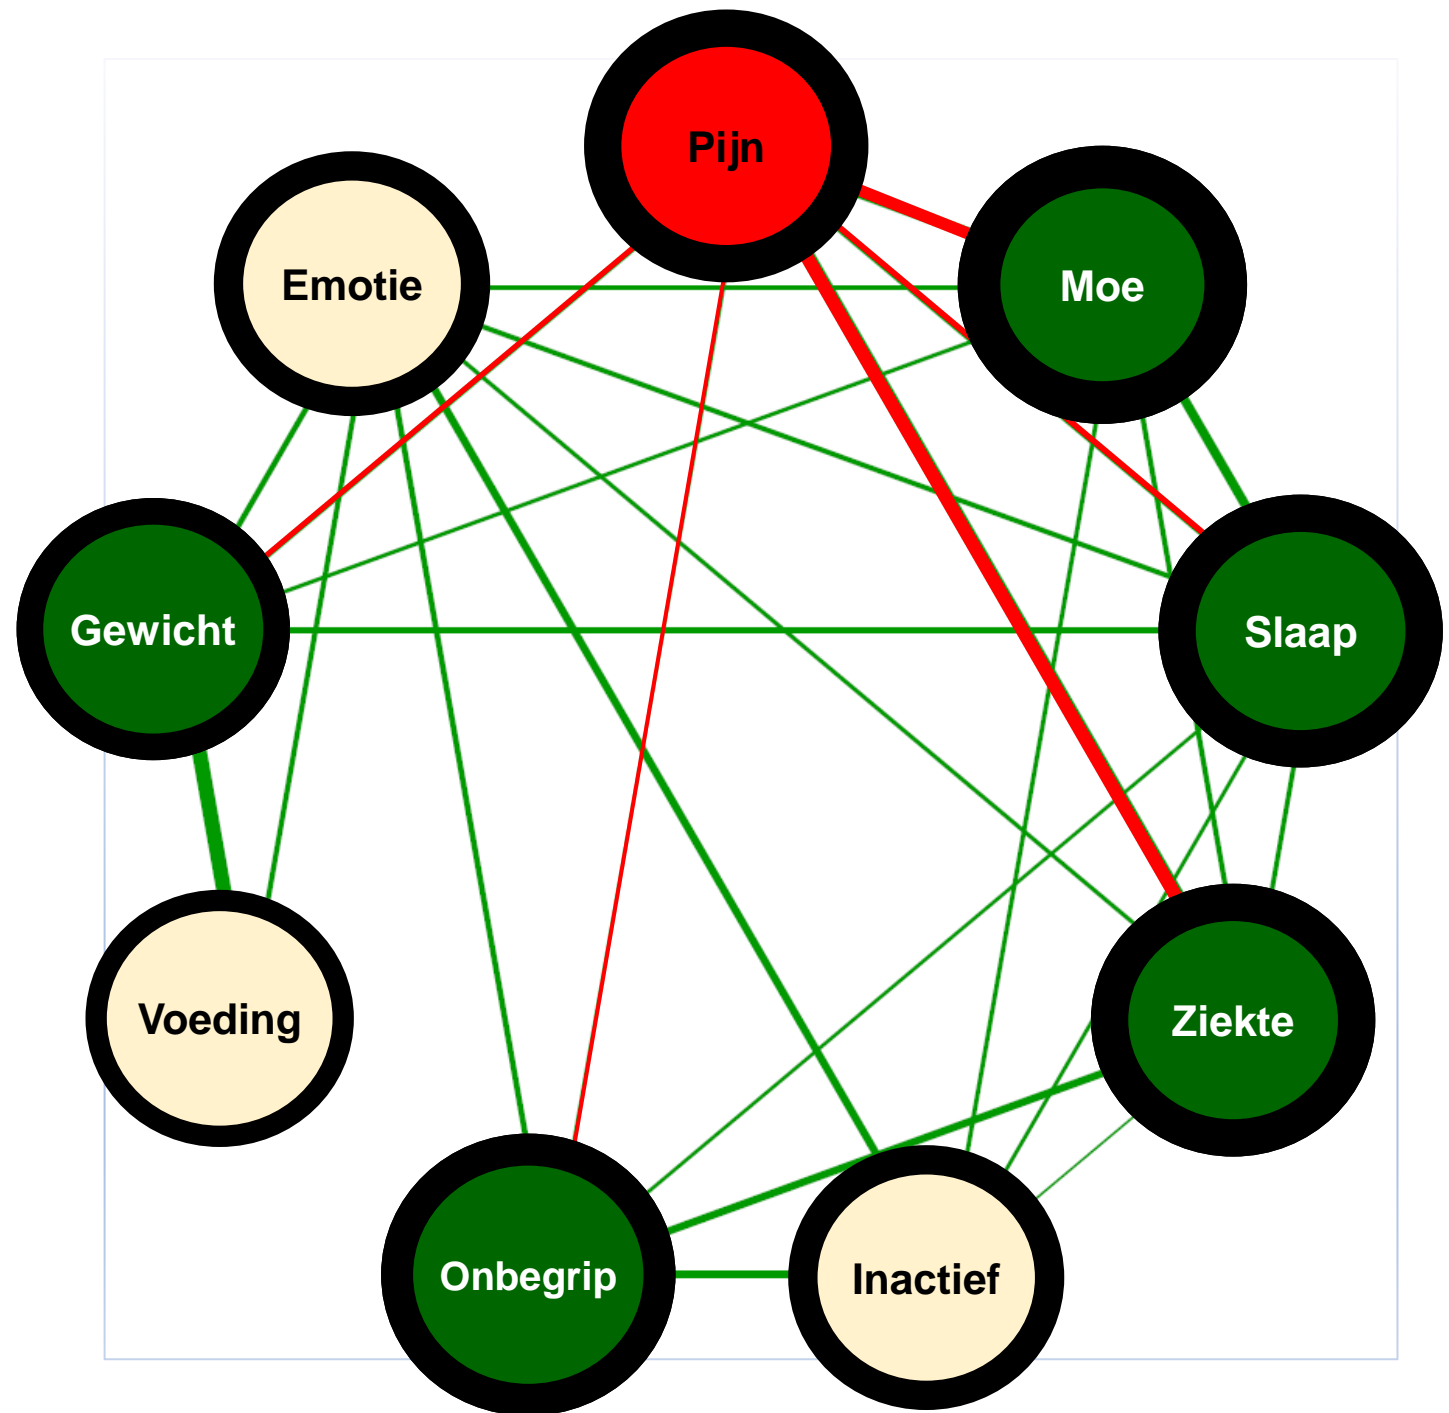 Pijn
Emotie
Moe
Gewicht
Slaap
Voeding
Ziekte
Onbegrip
Inactief